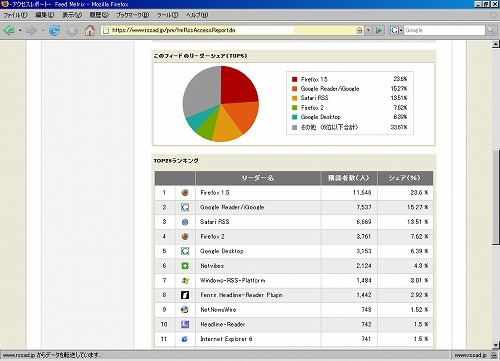 -アクセスレポート- Feed Metrix - Mozilla Firefox
ファイル(F) 編集(E) 表示(V) 履歴(S) ブックマーク(B) ツール(T) ヘルプ(H)
https://www.rssad.jp/pm/fmRssAccessReport.do
Google
このフィードのリーダーシェア(TOP5)
Firefox 1.5 23.6%
Google Reader/iGoogle 15.27%
Safari RSS 13.51%
Firefox 2 7.62%
Google Desktop 6.39%
その他 (6位以下合計) 33.61%
TOP25ランキング
リーダー名 購読者数(人) シェア(%)
1 Firefox 1.5 11,646 23.6 %
2 Google Reader/iGoogle 7,537 15.27 %
3 Safari RSS 6,669 13.51 %
4 Firefox 2 3,761 7.62 %
5 Google Desktop 3,153 6.39 %
6 Netvibes 2,124 4.3 %
7 Windows-RSS-Platform 1,484 3.01 %
8 Fenrir Headline-Reader Plugin 1,442 2.92 %
9 NetNewsWire 748 1.52 %
10 Headline-Reader 742 1.5 %
11 Internet Explorer 6 741 1.5 %
www.rssad.jp からデータを転送しています...
www.rssad.jp